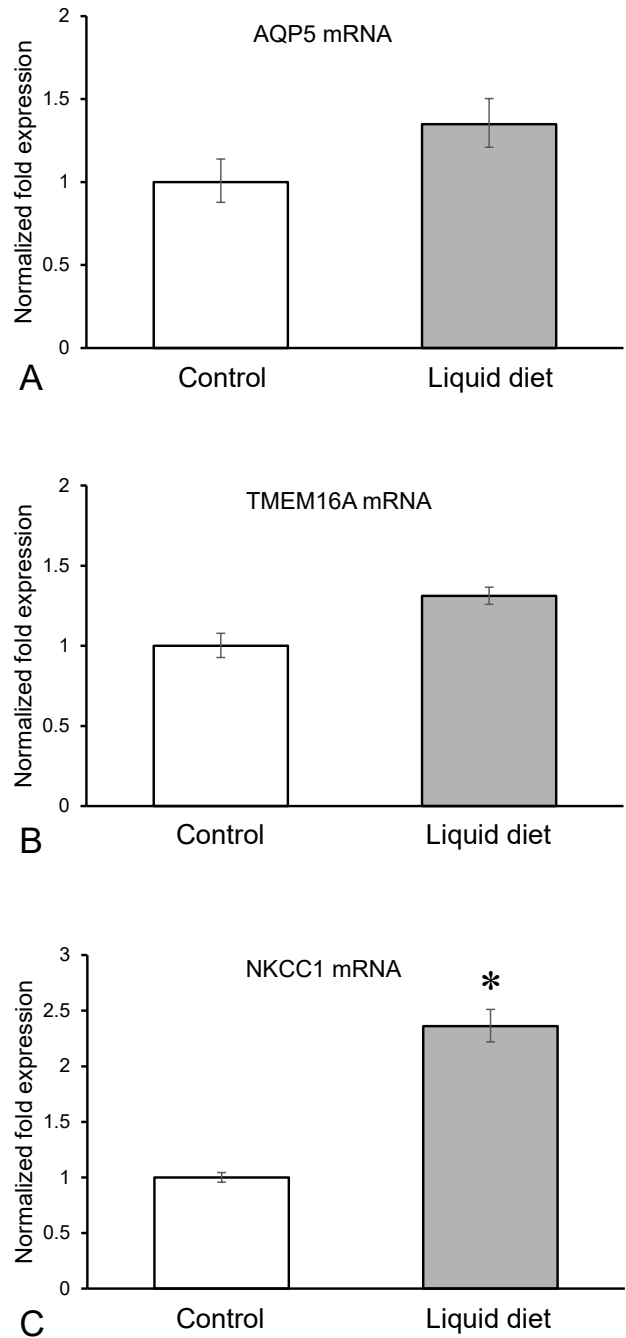 AQP5 mRNA
Normalized fold expression
2
1.5
1
0.5
0
Control
Liquid diet
A
TMEM16A mRNA
Normalized fold expression
2
1.5
1
0.5
0
Control
Liquid diet
B
NKCC1 mRNA
Normalized fold expression
3
2.5
2
1.5
1
0.5
0
*
Control
Liquid diet
C